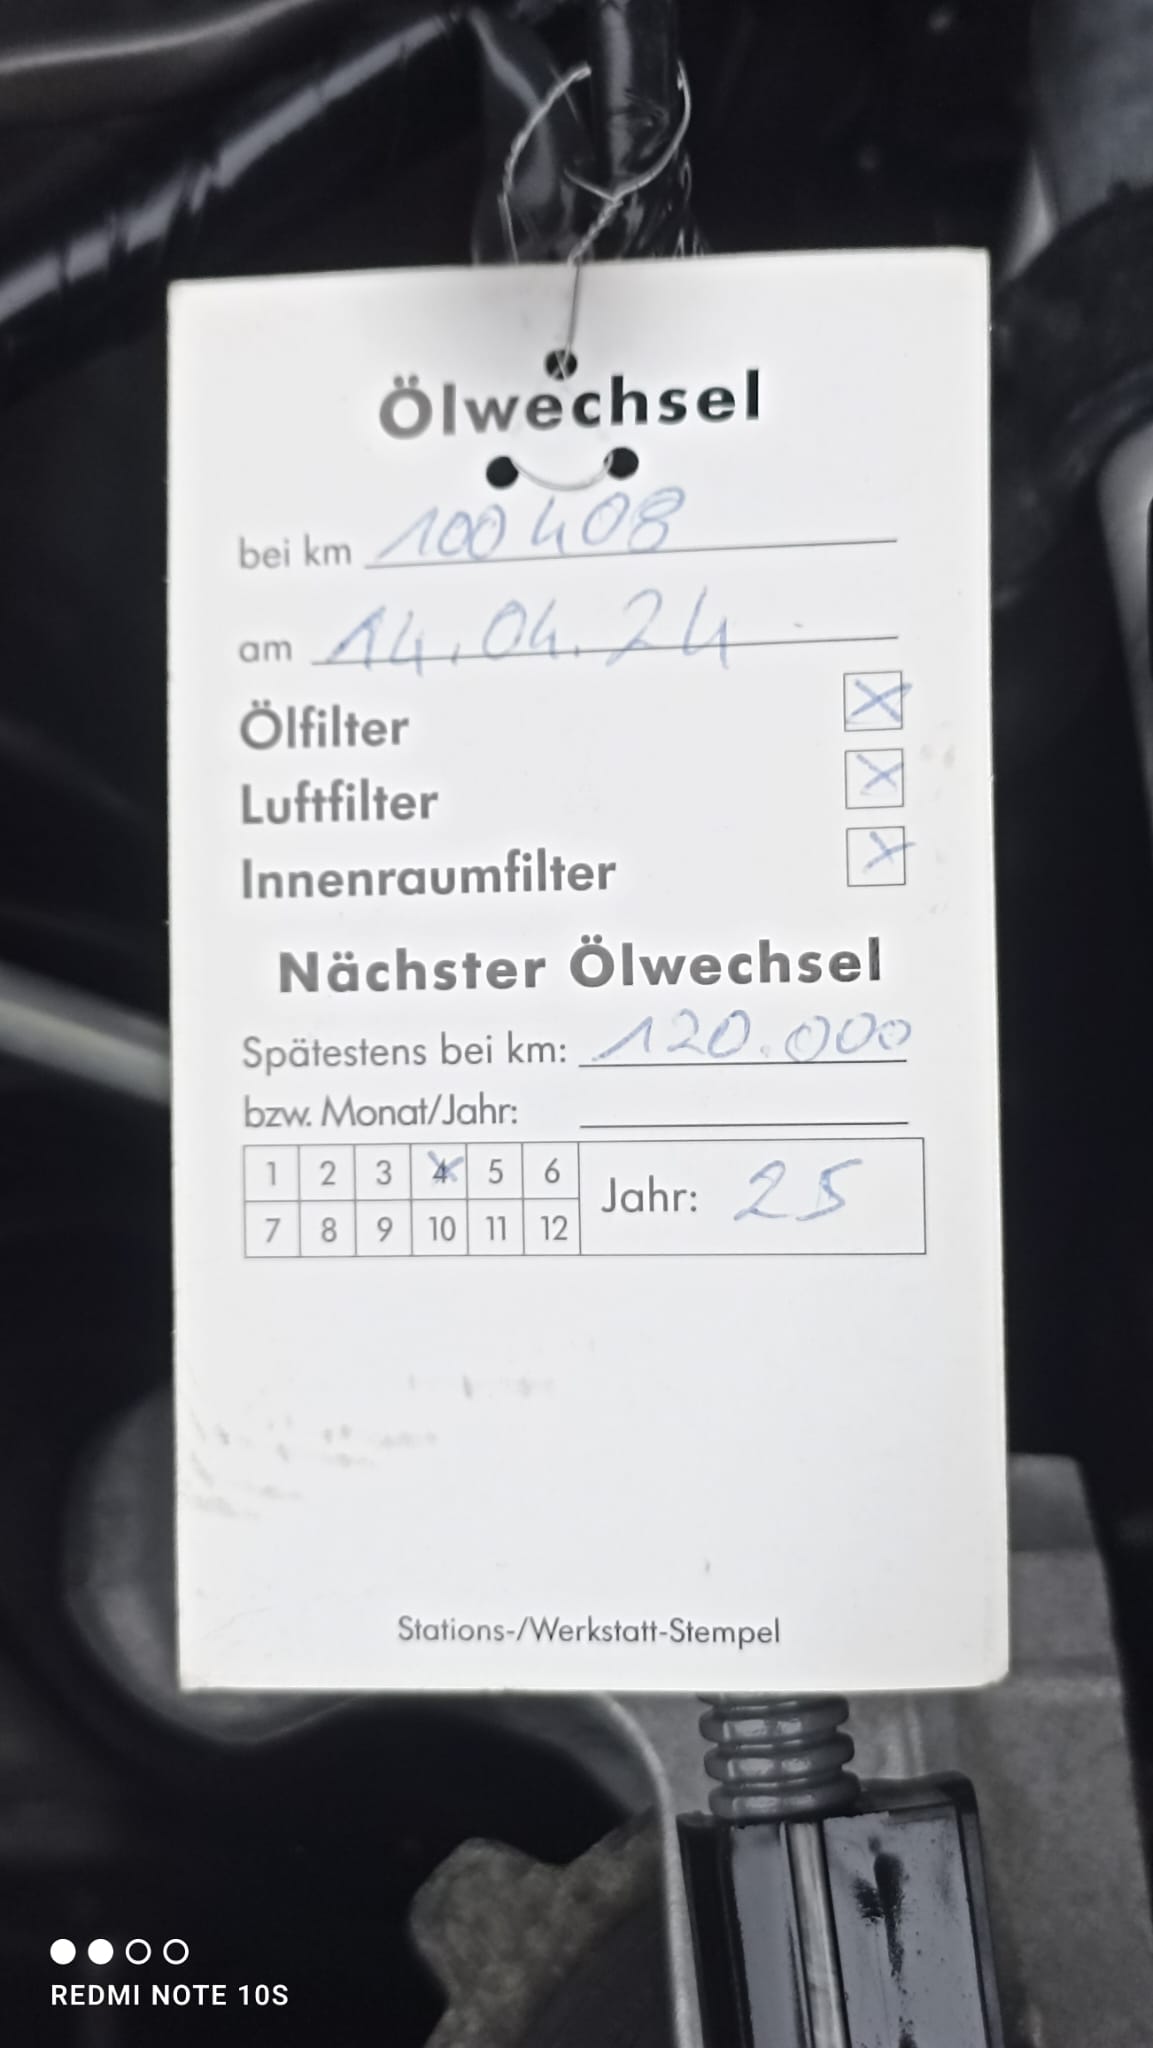 Ölwechsel
bei km 100408
am 14.04.24
Ölfilter X
Luftfilter X
Innenraumfilter X
Nächster Ölwechsel
Spätestens bei km: 120.000
bzw. Monat/Jahr:
1 2 3 4 5 6 Jahr: 25
7 8 9 10 11 12
Stations-/Werkstatt-Stempel
REDMI NOTE 10S